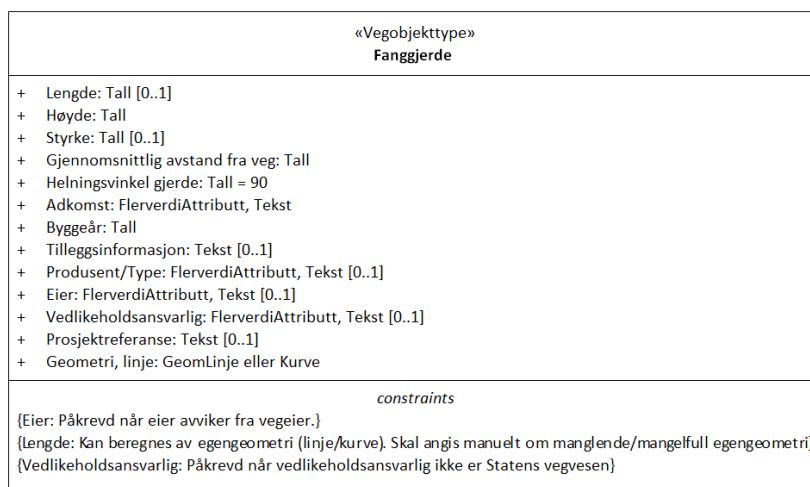 «Vegobjekttype»
Fanggjerde
+ Lengde: Tall [0..1]
+ Høyde: Tall
+ Styrke: Tall [0..1]
+ Gjennomsnittlig avstand fra veg: Tall
+ Helningsvinkel gjerde: Tall = 90
+ Adkomst: FlerverdiAttributt, Tekst
+ Byggeår: Tall
+ Tilleggsinformasjon: Tekst [0..1]
+ Produsent/Type: FlerverdiAttributt, Tekst [0..1]
+ Eier: FlerverdiAttributt, Tekst [0..1]
+ Vedlikeholdsansvarlig: FlerverdiAttributt, Tekst [0..1]
+ Prosjektreferanse: Tekst [0..1]
+ Geometri, linje: GeomLinje eller Kurve
constraints
{Eier: Påkrevd når eier avviker fra vegeier.}
{Lengde: Kan beregnes av egengeometri (linje/kurve). Skal angis manuelt om manglende/mangelfull egengeometri}
{Vedlikeholdsansvarlig: Påkrevd når vedlikeholdsansvarlig ikke er Statens vegvesen}